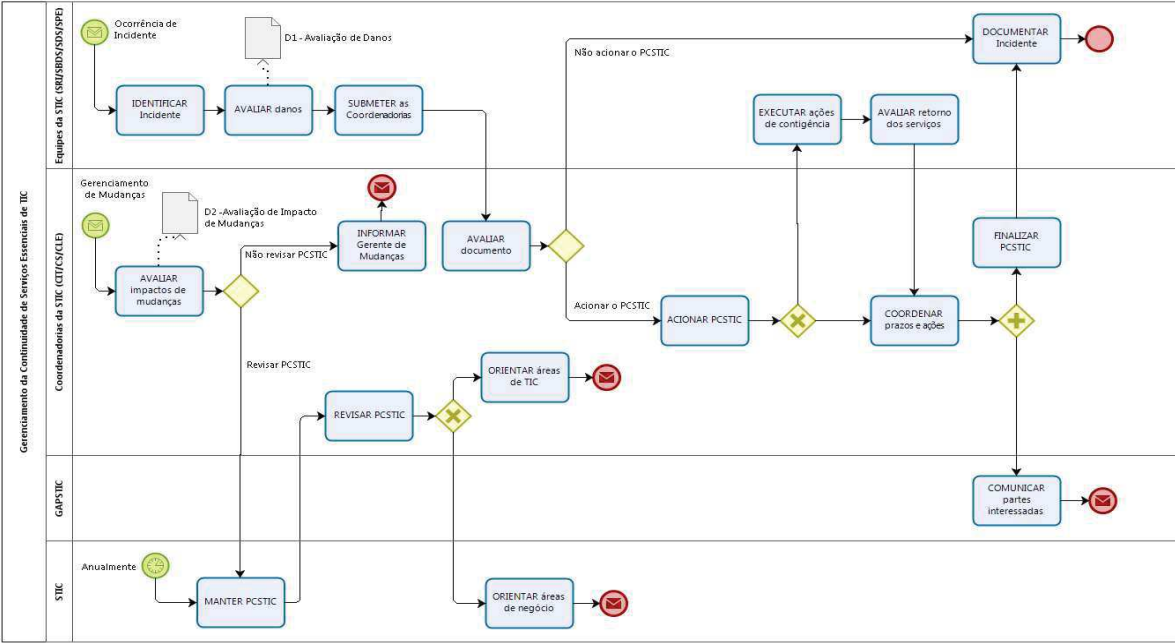 Gerenciamento da Continuidade de Serviços Essenciais de TIC
Equipes da STIC (SRI/SBDS/SDS/SPE)
Ocorrência de
Incidente
D1 - Avaliação de Danos
IDENTIFICAR
Incidente
AVALIAR danos
SUBMETER as
Coordenadorias
Não acionar o PCSTIC
DOCUMENTAR
Incidente
EXECUTAR ações
de contigência
AVALIAR retorno
dos serviços
Coordenadorias da STIC (CIT/CS/CLE)
Gerenciamento
de Mudanças
D2 -Avaliação de Impacto
de Mudanças
AVALIAR
impactos de
mudanças
Não revisar PCSTIC
INFORMAR
Gerente de
Mudanças
AVALIAR
documento
Acionar o PCSTIC
ACIONAR PCSTIC
COORDENAR
prazos e ações
FINALIZAR
PCSTIC
Revisar PCSTIC
REVISAR PCSTIC
ORIENTAR áreas
de TIC
GAPSTIC
COMUNICAR
partes
interessadas
STIC
Anualmente
MANTER PCSTIC
ORIENTAR áreas
de negócio